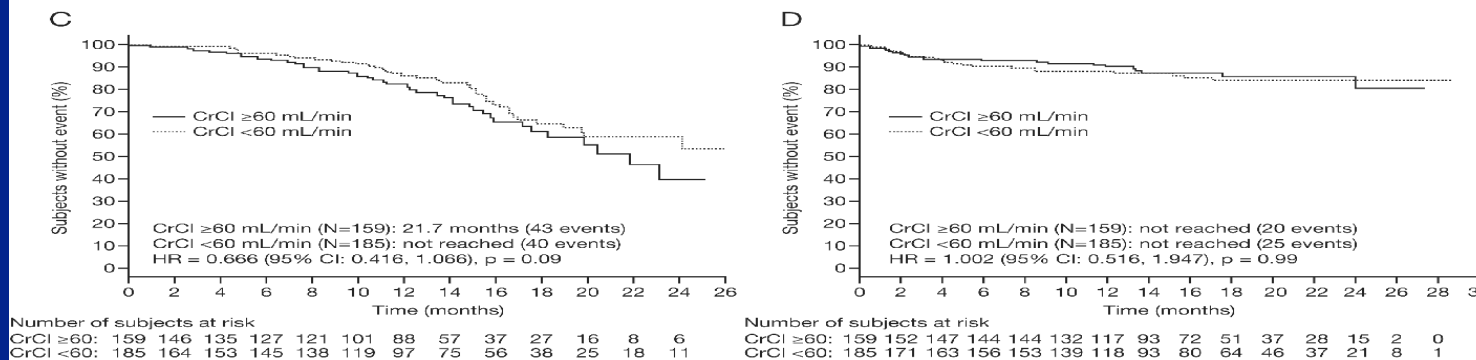 C
Subjects without event (%)
100
90
80
70
60
50
40
30
20
10
0
CrCl ≥60 mL/min
CrCl <60 mL/min
CrCl ≥60 mL/min (N=159): 21.7 months (43 events)
CrCl <60 mL/min (N=185): not reached (40 events)
HR = 0.666 (95% CI: 0.416, 1.066), p = 0.09
0 2 4 6 8 10 12 14 16 18 20 22 24 26
Time (months)
Number of subjects at risk
CrCl ≥60: 159 146 135 127 121 101 88 57 37 27 16 8 6
CrCl <60: 185 164 153 145 138 119 97 75 56 38 25 18 11
D
Subjects without event (%)
100
90
80
70
60
50
40
30
20
10
0
CrCl ≥60 mL/min
CrCl <60 mL/min
CrCl ≥60 mL/min (N=159): not reached (20 events)
CrCl <60 mL/min (N=185): not reached (25 events)
HR = 1.002 (95% CI: 0.516, 1.947), p = 0.99
0 2 4 6 8 10 12 14 16 18 20 22 24 26 28 3
Time (months)
Number of subjects at risk
CrCl ≥60: 159 152 147 144 144 132 117 93 72 51 37 28 15 2 0
CrCl <60: 185 171 163 156 153 139 118 93 80 64 46 37 21 8 1